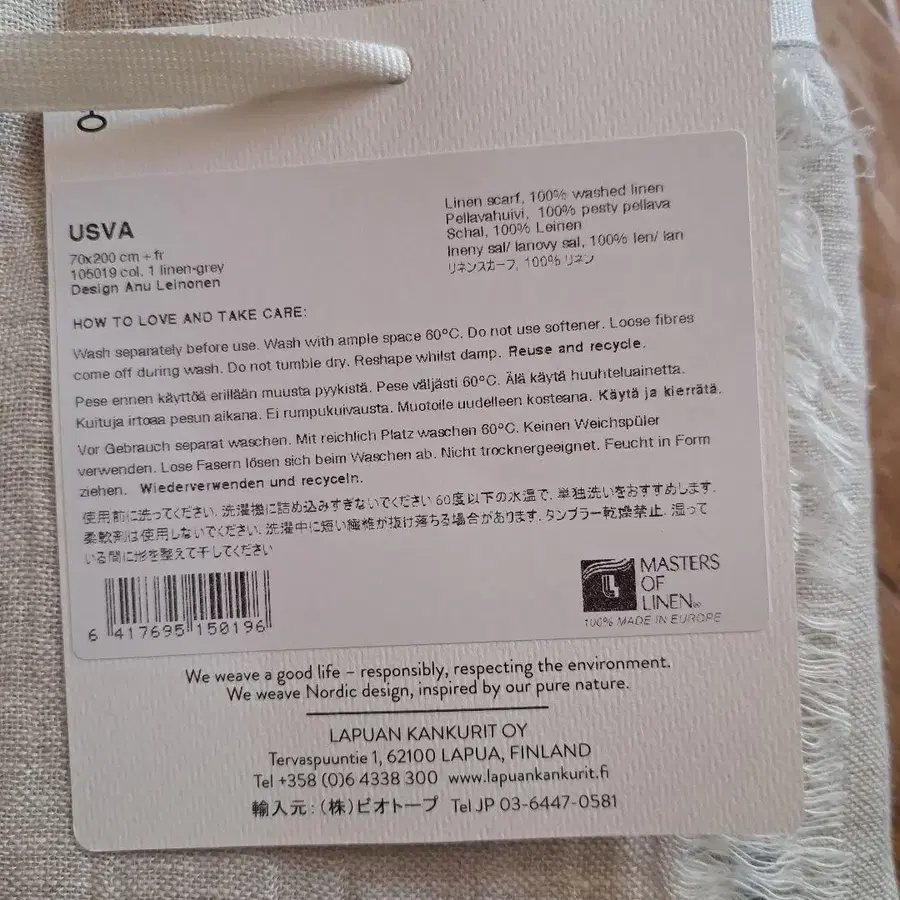 USVA
70x200 cm + fr
105019 col. 1 linen-grey
Design Anu Leinonen
Linen scarf, 100% washed linen
Pellavahuivi, 100% pesty pellava
Schal, 100% Leinen
lneny sal/ lanovy sal, 100% len/ lan
リネンスカーフ, 100% リネン
HOW TO LOVE AND TAKE CARE:
Wash separately before use. Wash with ample space 60°C. Do not use softener. Loose fibres
come off during wash. Do not tumble dry. Reshape whilst damp. Reuse and recycle.
Pese ennen käyttöä erillään muusta pyykistä. Pese väljästi 60°C. Älä käytä huuhteluainetta.
Kuituja irtoaa pesun aikana. Ei rumpukuivausta. Muotoile uudelleen kosteana. Käytä ja kierrätä.
Vor Gebrauch separat waschen. Mit reichlich Platz waschen 60°C. Keinen Weichspüler
verwenden. Lose Fasern lösen sich beim Waschen ab. Nicht trocknergeeignet. Feucht in Form
ziehen. Wiederverwenden und recyceln.
使用前に洗ってください. 洗濯機に詰め込みすぎないでください 60度以下の水温で, 単独洗いをおすすめします.
柔軟剤は使用しないでください. 洗濯中に短い繊維が抜け落ちる場合があります. タンブラー乾燥禁止. 湿って
いる間に形を整えて干してください
6 417695 150196
MASTERS
OF
LINEN®
100% MADE IN EUROPE
We weave a good life – responsibly, respecting the environment.
We weave Nordic design, inspired by our pure nature.
LAPUAN KANKURIT OY
Tervaspuuntie 1, 62100 LAPUA, FINLAND
Tel +358 (0)6 4338 300 www.lapuankankurit.fi
輸入元：（株）ビオトープ Tel JP 03-6447-0581